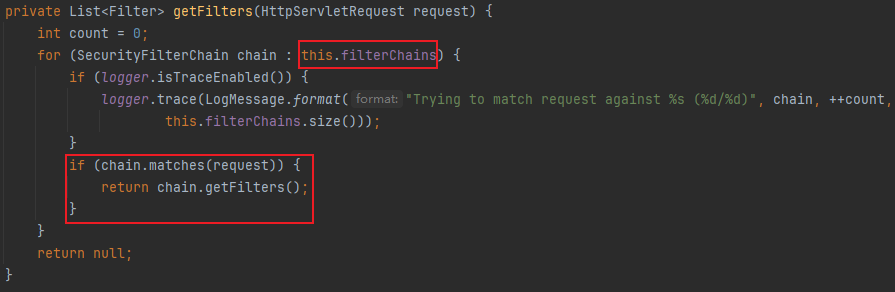 private List<Filter> getFilters(HttpServletRequest request) {
    int count = 0;
    for (SecurityFilterChain chain : this.filterChains) {
        if (logger.isTraceEnabled()) {
            logger.trace(LogMessage.format( format: "Trying to match request against %s (%d/%d)", chain, ++count,
                    this.filterChains.size()));
        }
        if (chain.matches(request)) {
            return chain.getFilters();
        }
    }
    return null;
}